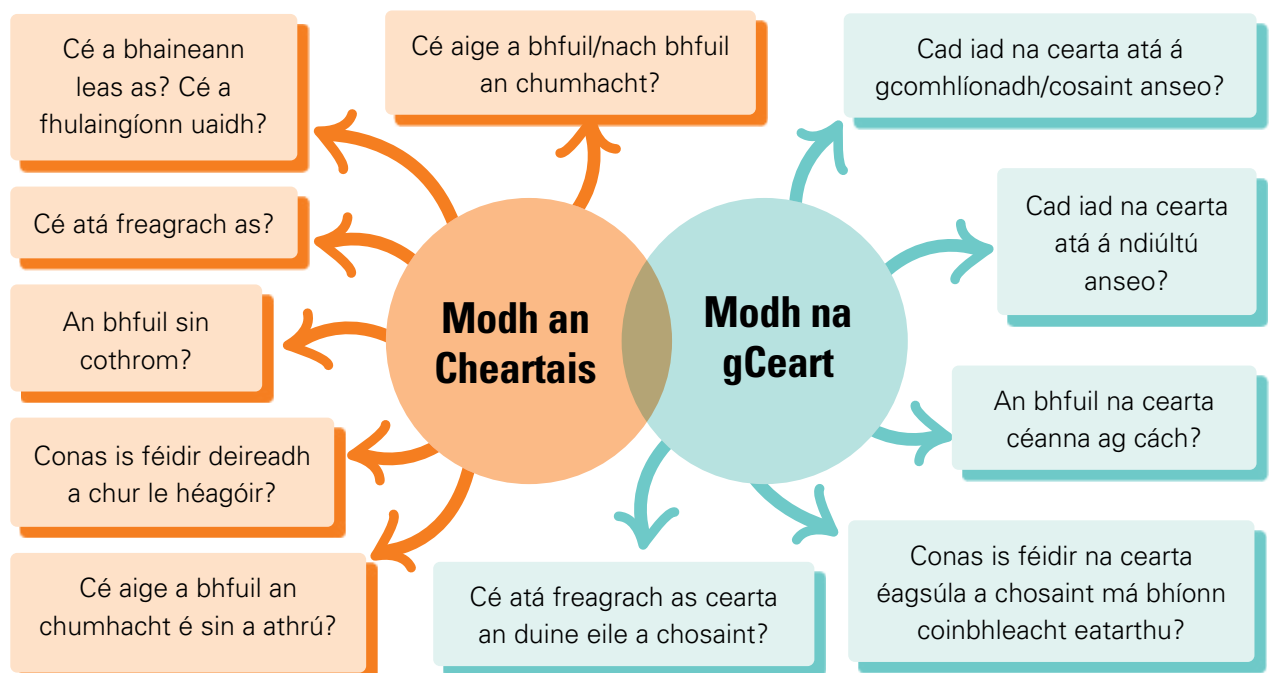 Cé a bhaineann
leas as? Cé a
fhulaingíonn uaidh?
Cé aige a bhfuil/nach bhfuil
an chumhacht?
Cad iad na cearta atá á
gcomhlíonadh/cosaint anseo?
Cé atá freagrach as?
Cad iad na cearta
atá á ndiúltú
anseo?
An bhfuil sin
cothrom?
Modh an
Cheartais
Modh na
gCeart
An bhfuil na cearta
céanna ag cách?
Conas is féidir deireadh
a chur le héagóir?
Cé aige a bhfuil an
chumhacht é sin a athrú?
Cé atá freagrach as cearta
an duine eile a chosaint?
Conas is féidir na cearta
éagsúla a chosaint má bhíonn
coinbhleacht eatarthu?